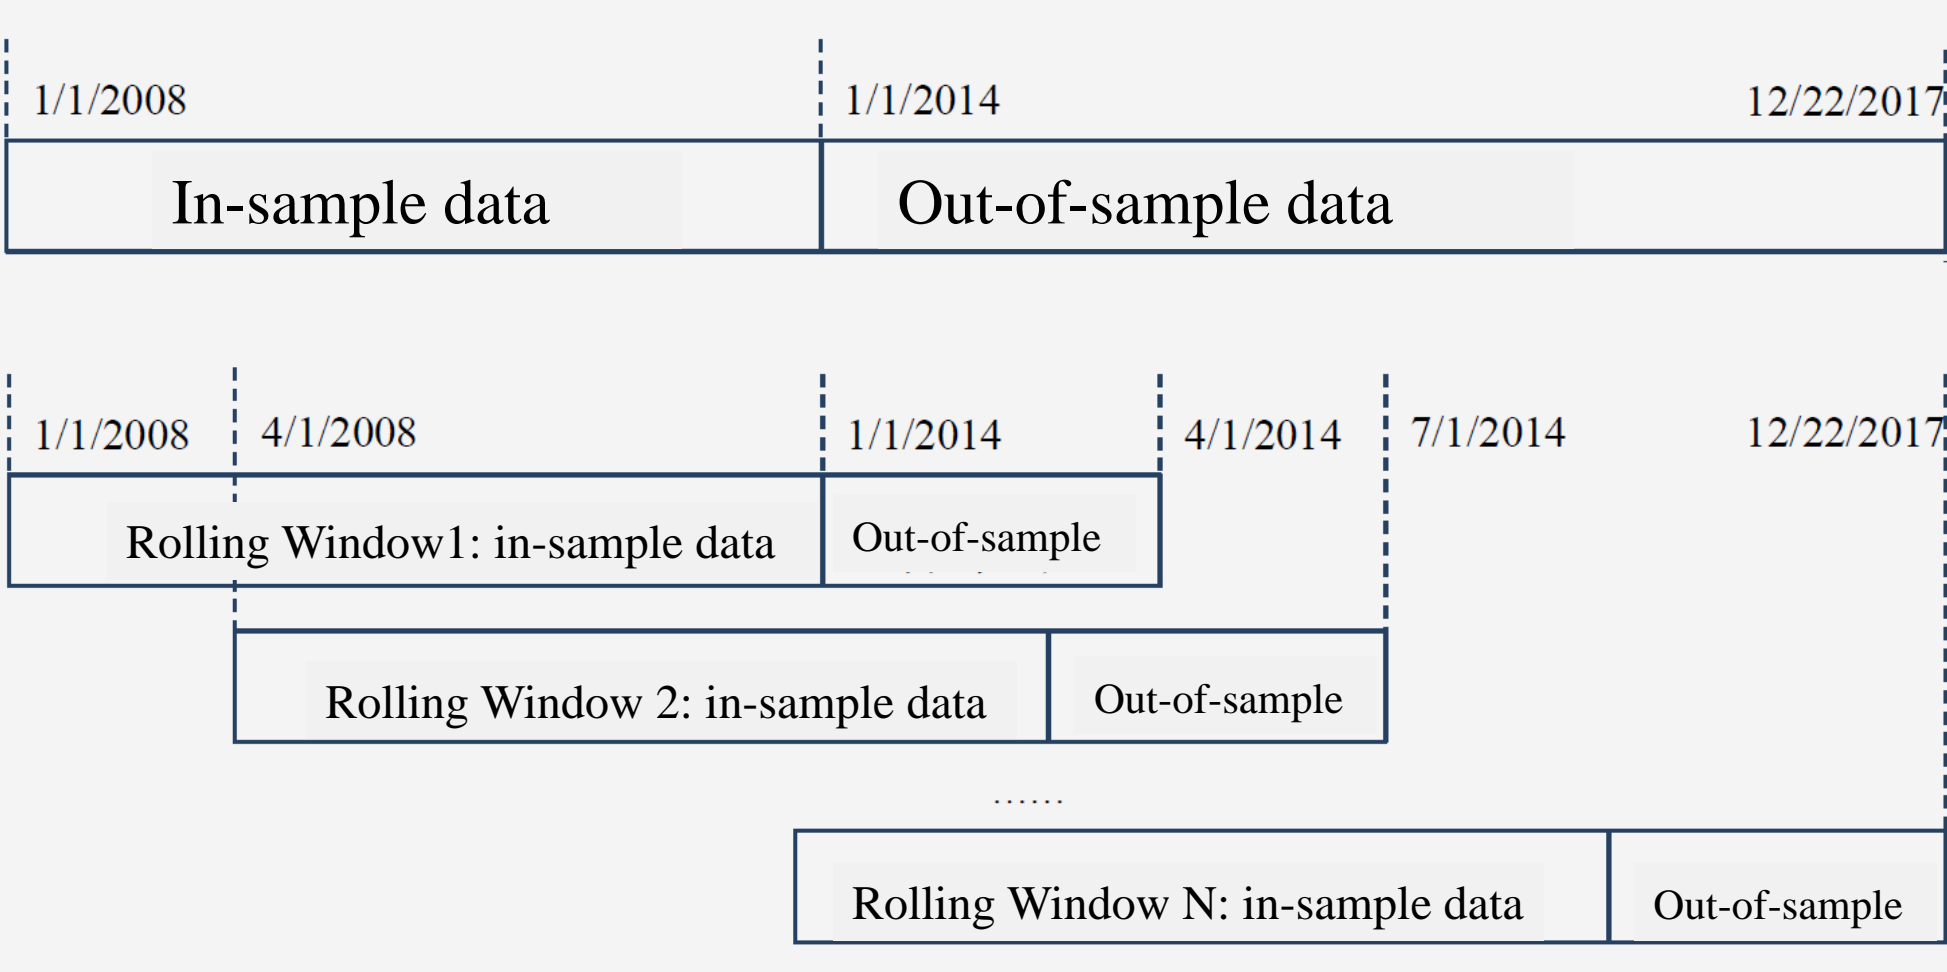 1/1/2008
1/1/2014
12/22/2017
In-sample data
Out-of-sample data
1/1/2008
4/1/2008
1/1/2014
4/1/2014
7/1/2014
12/22/2017
Rolling Window1: in-sample data
Out-of-sample
Rolling Window 2: in-sample data
Out-of-sample
......
Rolling Window N: in-sample data
Out-of-sample